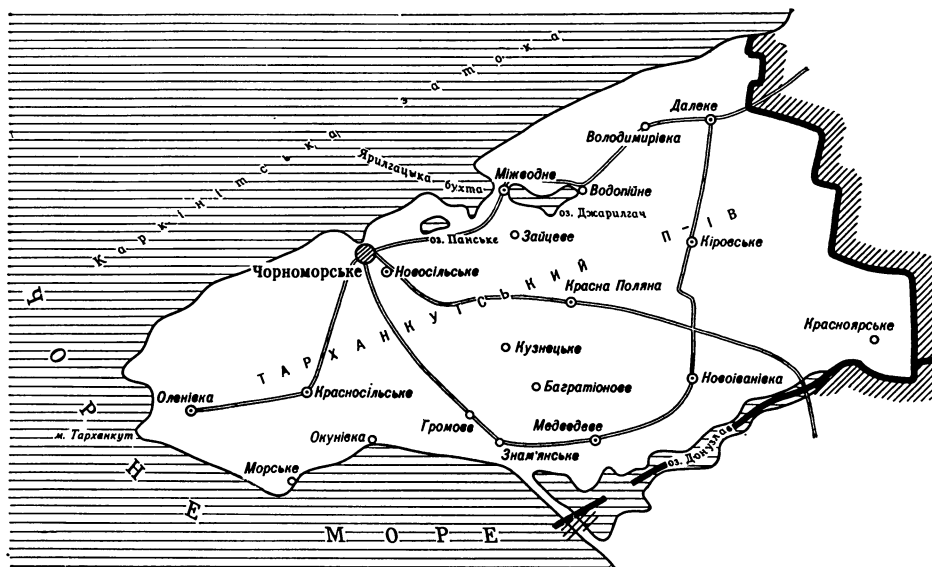 Каркінітська затока
Далеке
Володимирівка
Ярилгацька бухта
Міжводне
Водопійне
оз. Джарилгач
оз. Панське
Зайцеве
Кіровське
Чорноморське
Новосільське
ТАРХАНКУТСЬКИЙ П-ІВ
Красна Поляна
Красноярське
Кузнецьке
Багратіонове
Новоіванівка
Оленівка
Красносільське
Громове
Медведеве
м. Тарханкут
Окунівка
Знам'янське
оз. Донузлав
Морське
ЧОРНЕ МОРЕ